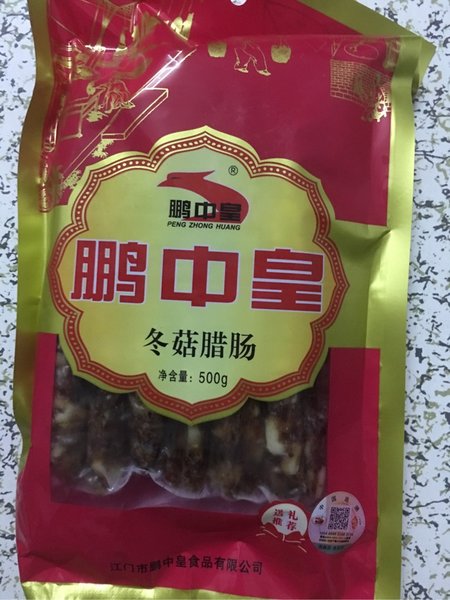 ®
鹏中皇
PENG ZHONG HUANG
鹏中皇
冬菇腊肠
净含量：500g
送礼
推荐
江门市鹏中皇食品有限公司